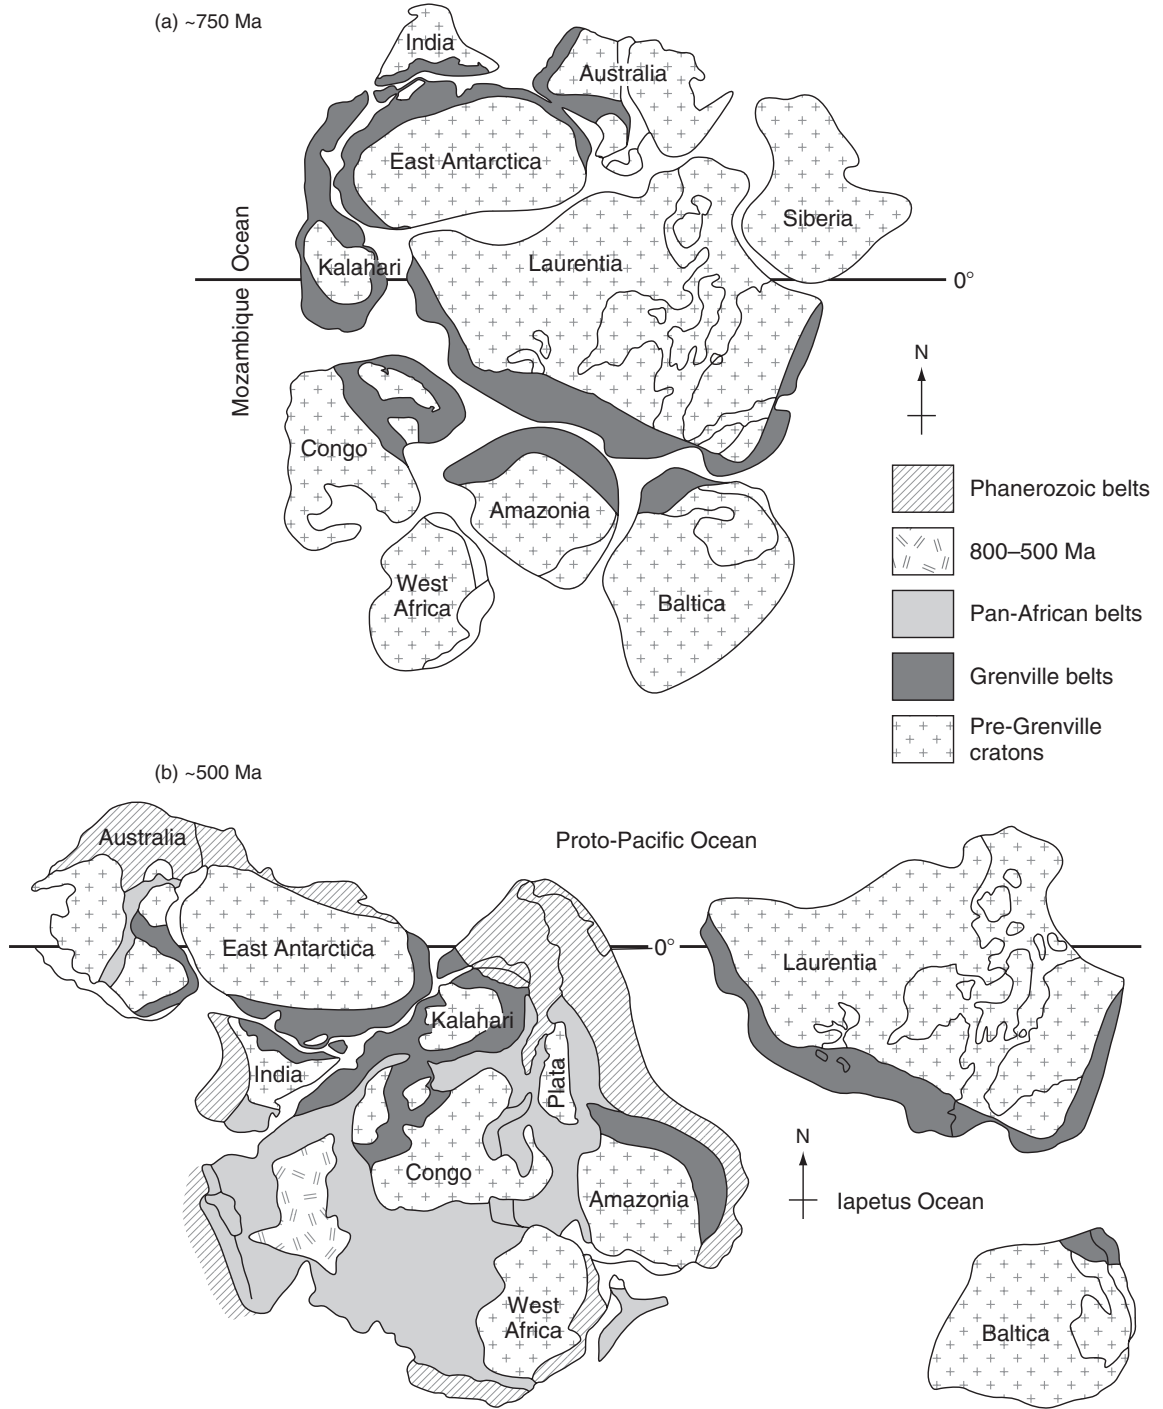 (a) ~750 Ma
India
Australia
East Antarctica
Siberia
Mozambique Ocean
Kalahari
Laurentia
0°
N
Congo
Amazonia
West
Africa
Baltica
Phanerozoic belts
800–500 Ma
Pan-African belts
Grenville belts
Pre-Grenville
cratons
(b) ~500 Ma
Australia
Proto-Pacific Ocean
East Antarctica
0°
Laurentia
Kalahari
India
Plata
Congo
Amazonia
N
Iapetus Ocean
West
Africa
Baltica